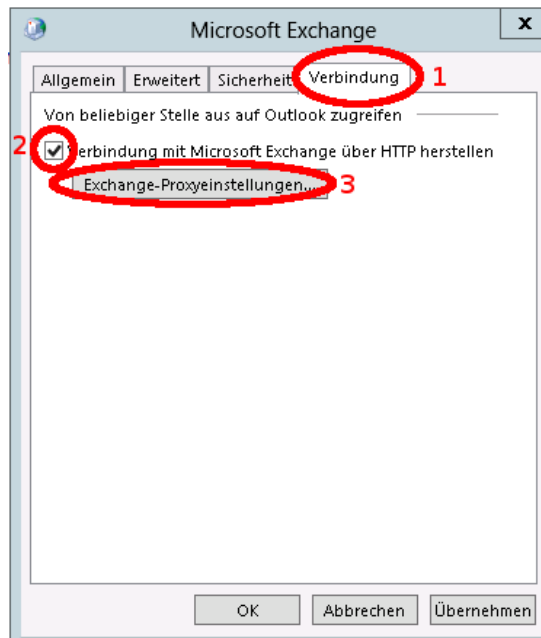 Microsoft Exchange
x
Allgemein Erweitert Sicherheit Verbindung 1
Von beliebiger Stelle aus auf Outlook zugreifen
2 Verbindung mit Microsoft Exchange über HTTP herstellen
Exchange-Proxyeinstellungen... 3
OK Abbrechen Übernehmen